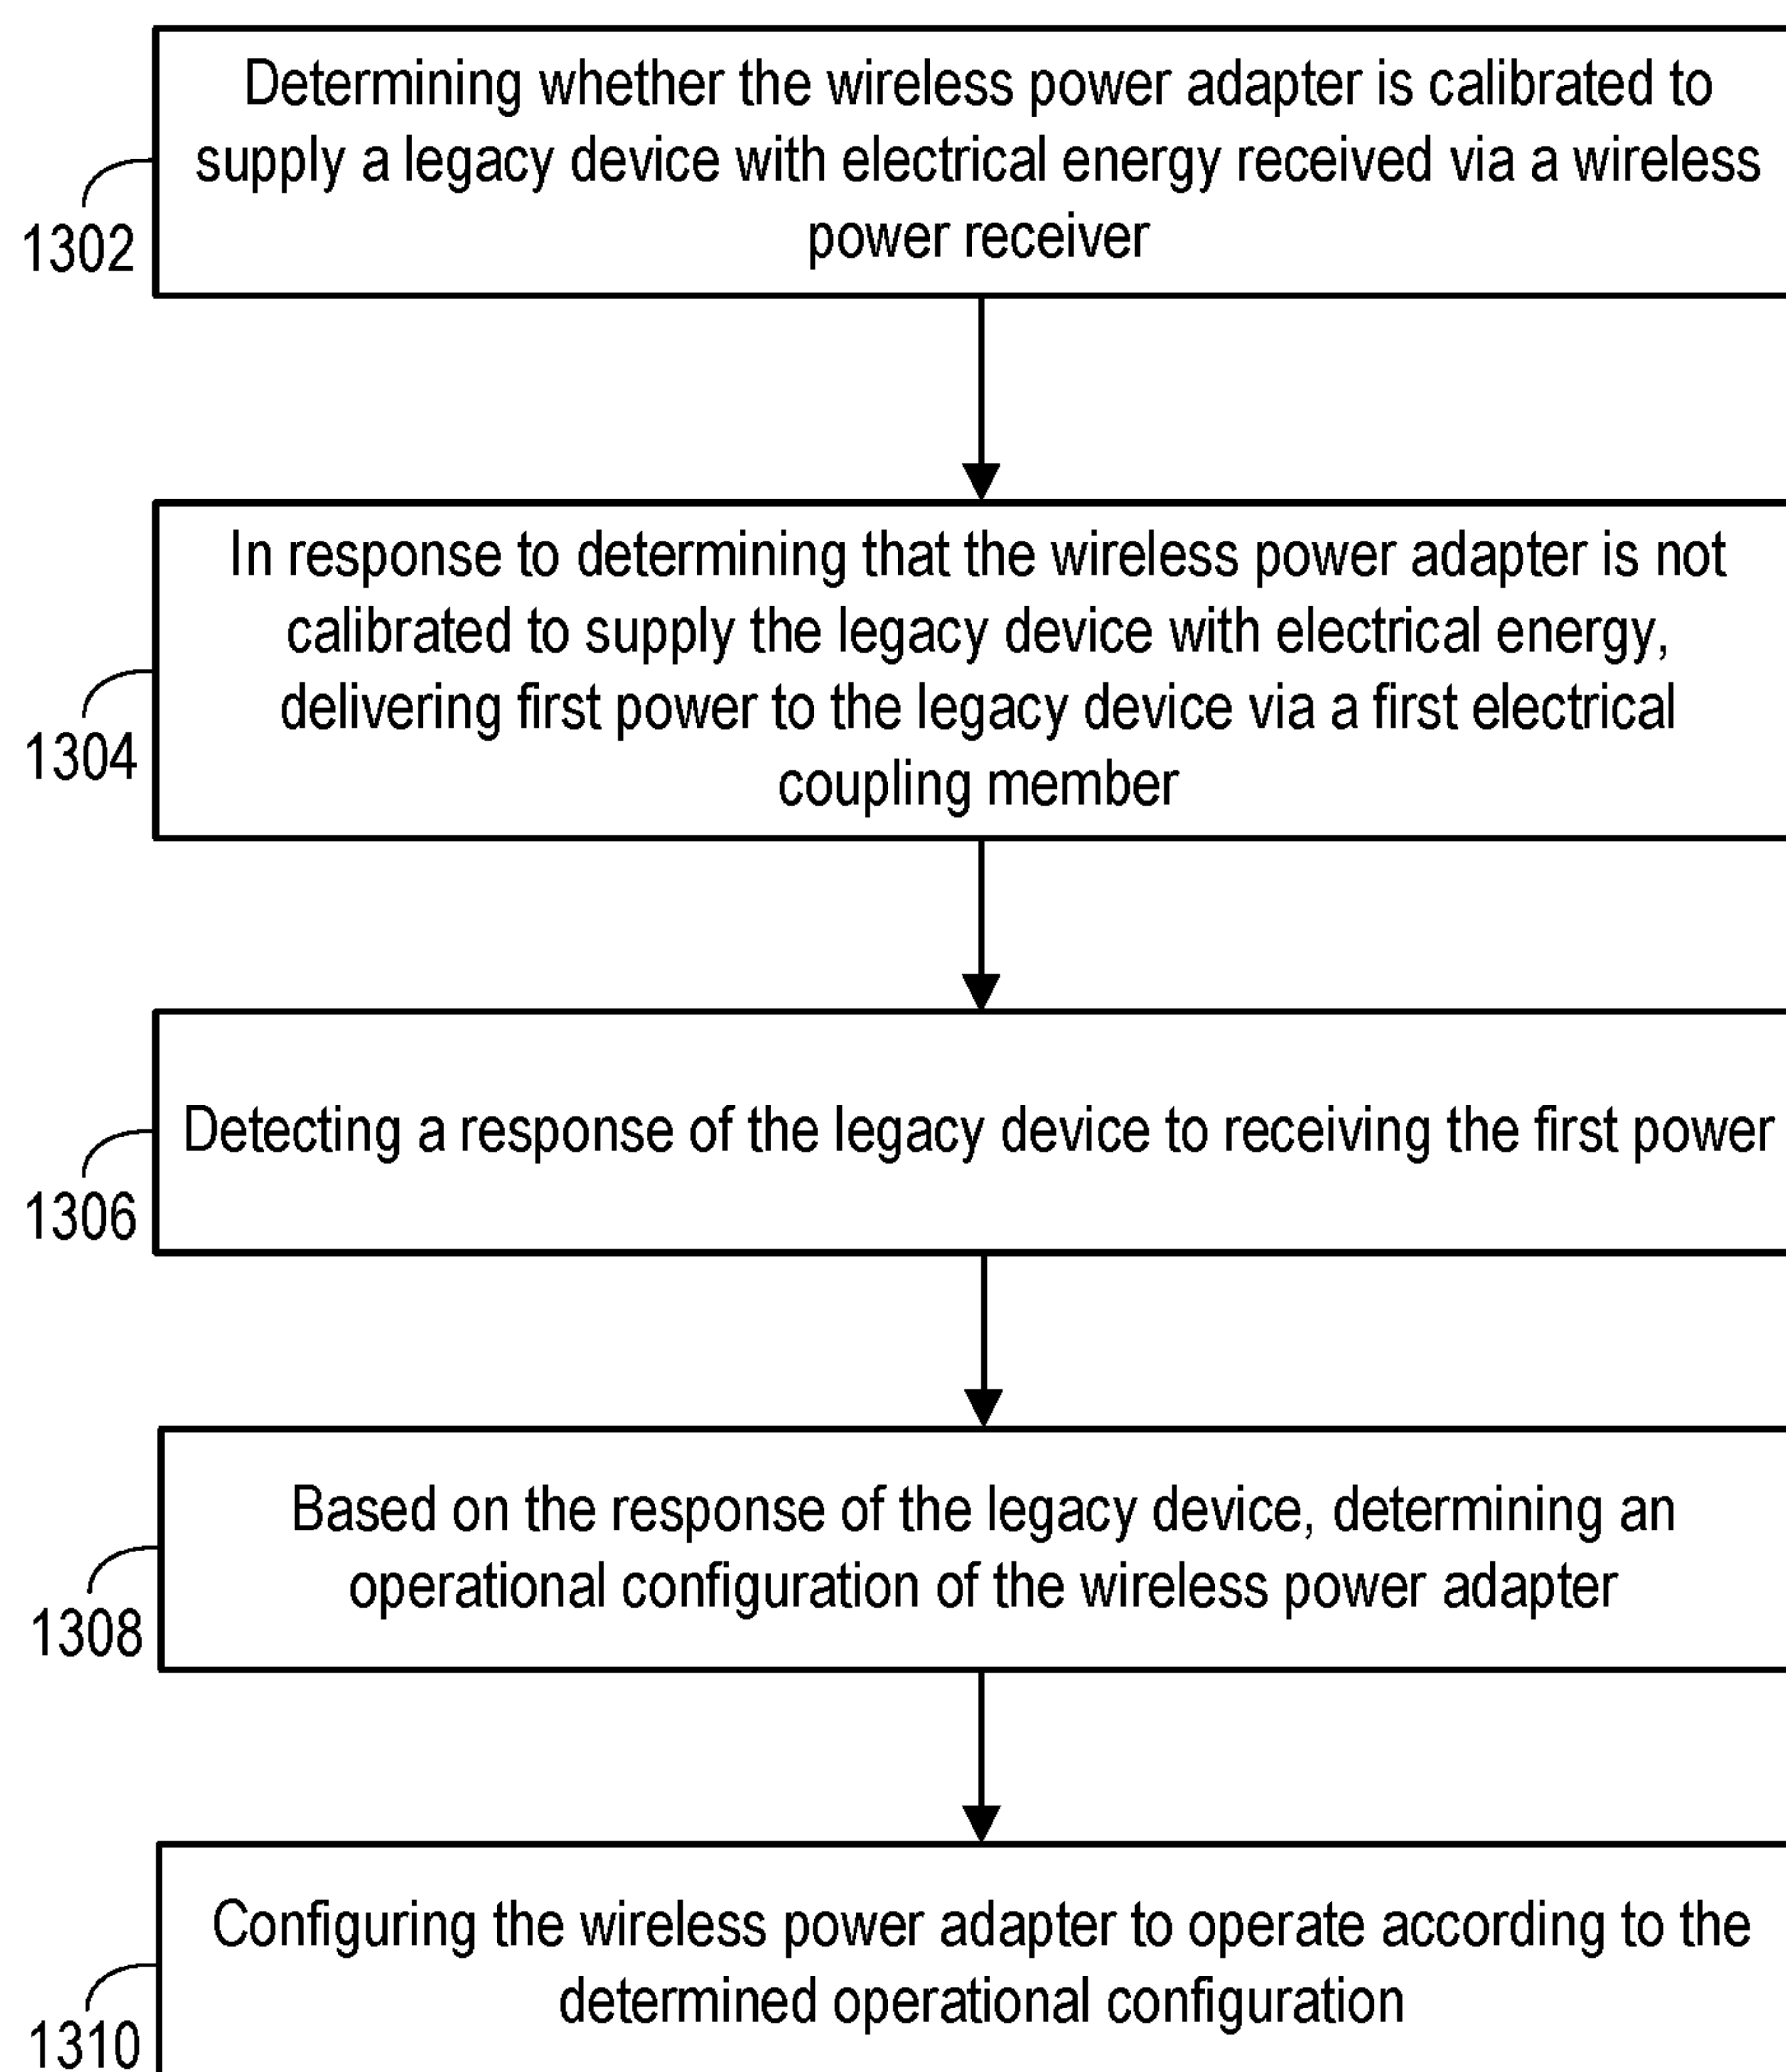 Determining whether the wireless power adapter is calibrated to
supply a legacy device with electrical energy received via a wireless
power receiver
1302
In response to determining that the wireless power adapter is not
calibrated to supply the legacy device with electrical energy,
delivering first power to the legacy device via a first electrical
coupling member
1304
Detecting a response of the legacy device to receiving the first power
1306
Based on the response of the legacy device, determining an
operational configuration of the wireless power adapter
1308
Configuring the wireless power adapter to operate according to the
determined operational configuration
1310